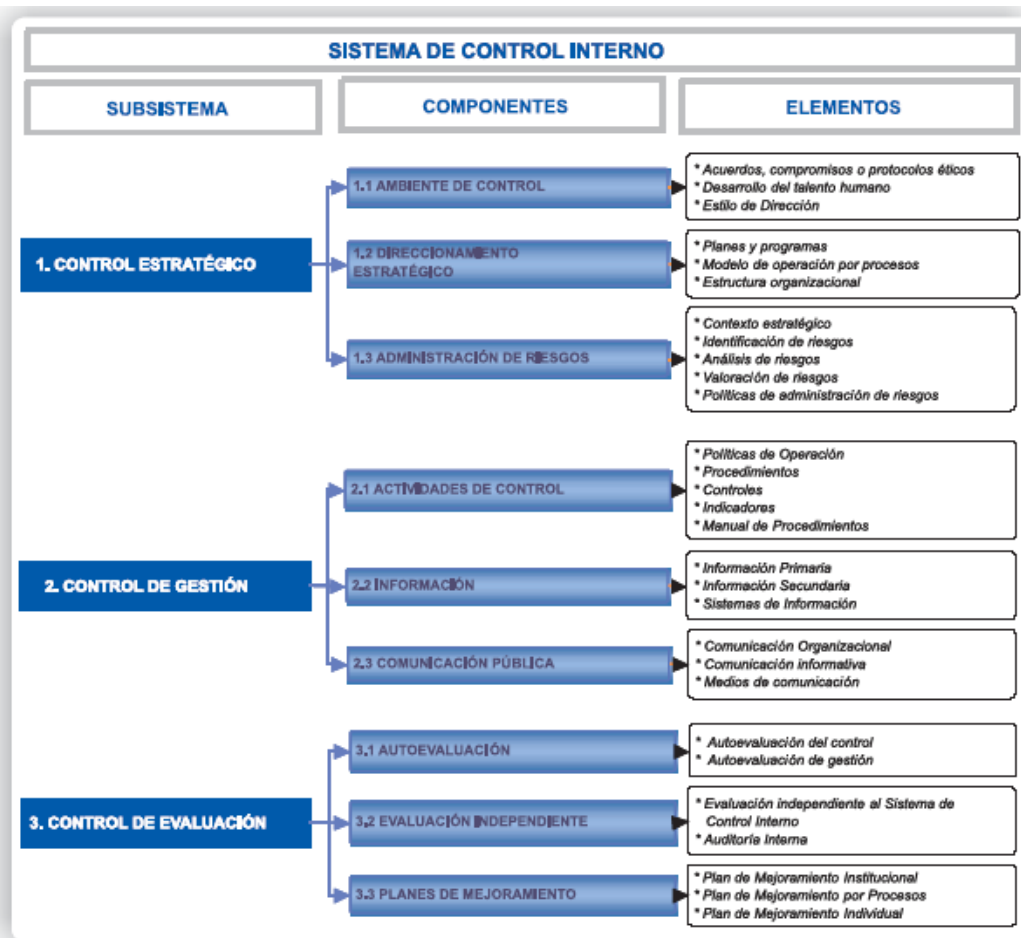 SISTEMA DE CONTROL INTERNO
SUBSISTEMA
COMPONENTES
ELEMENTOS
1. CONTROL ESTRATÉGICO
1.1 AMBIENTE DE CONTROL
* Acuerdos, compromisos o protocolos éticos
* Desarrollo del talento humano
* Estilo de Dirección
1.2 DIRECCIONAMIENTO
ESTRATÉGICO
* Planes y programas
* Modelo de operación por procesos
* Estructura organizacional
1.3 ADMINISTRACIÓN DE RIESGOS
* Contexto estratégico
* Identificación de riesgos
* Análisis de riesgos
* Valoración de riesgos
* Políticas de administración de riesgos
2. CONTROL DE GESTIÓN
2.1 ACTIVIDADES DE CONTROL
* Políticas de Operación
* Procedimientos
* Controles
* Indicadores
* Manual de Procedimientos
2.2 INFORMACIÓN
* Información Primaria
* Información Secundaria
* Sistemas de Información
2.3 COMUNICACIÓN PÚBLICA
* Comunicación Organizacional
* Comunicación informativa
* Medios de comunicación
3. CONTROL DE EVALUACIÓN
3.1 AUTOEVALUACIÓN
* Autoevaluación del control
* Autoevaluación de gestión
3.2 EVALUACIÓN INDEPENDIENTE
* Evaluación independiente al Sistema de
Control Interno
* Auditoría Interna
3.3 PLANES DE MEJORAMIENTO
* Plan de Mejoramiento Institucional
* Plan de Mejoramiento por Procesos
* Plan de Mejoramiento Individual